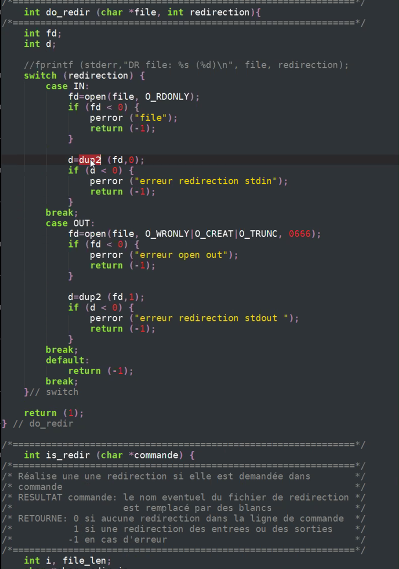 /*=============================================================*/
int do_redir (char *file, int redirection){
/*=============================================================*/
int fd;
int d;
//fprintf (stderr,"DR file: %s (%d)\n", file, redirection);
switch (redirection) {
case IN:
fd=open(file, O_RDONLY);
if (fd < 0) {
perror ("file");
return (-1);
}
d=dup2 (fd,0);
if (d < 0) {
perror ("erreur redirection stdin");
return (-1);
}
break;
case OUT:
fd=open(file, O_WRONLY|O_CREAT|O_TRUNC, 0666);
if (fd < 0) {
perror ("erreur open out");
return (-1);
}
d=dup2 (fd,1);
if (d < 0) {
perror ("erreur redirection stdout ");
return (-1);
}
break;
default:
return (-1);
break;
}// switch
return (1);
} // do_redir
/*=============================================================*/
int is_redir (char *commande) {
/*=============================================================*/
/* Réalise une une redirection si elle est demandée dans */
commande */
/* RESULTAT commande: le nom eventuel du fichier de redirection */
/* est remplacé par des blancs */
/* RETOURNE: 0 si aucune redirection dans la ligne de commande */
/* 1 si une redirection des entrees ou des sorties */
/* -1 en cas d'erreur */
/*=============================================================*/
int i, file_len;